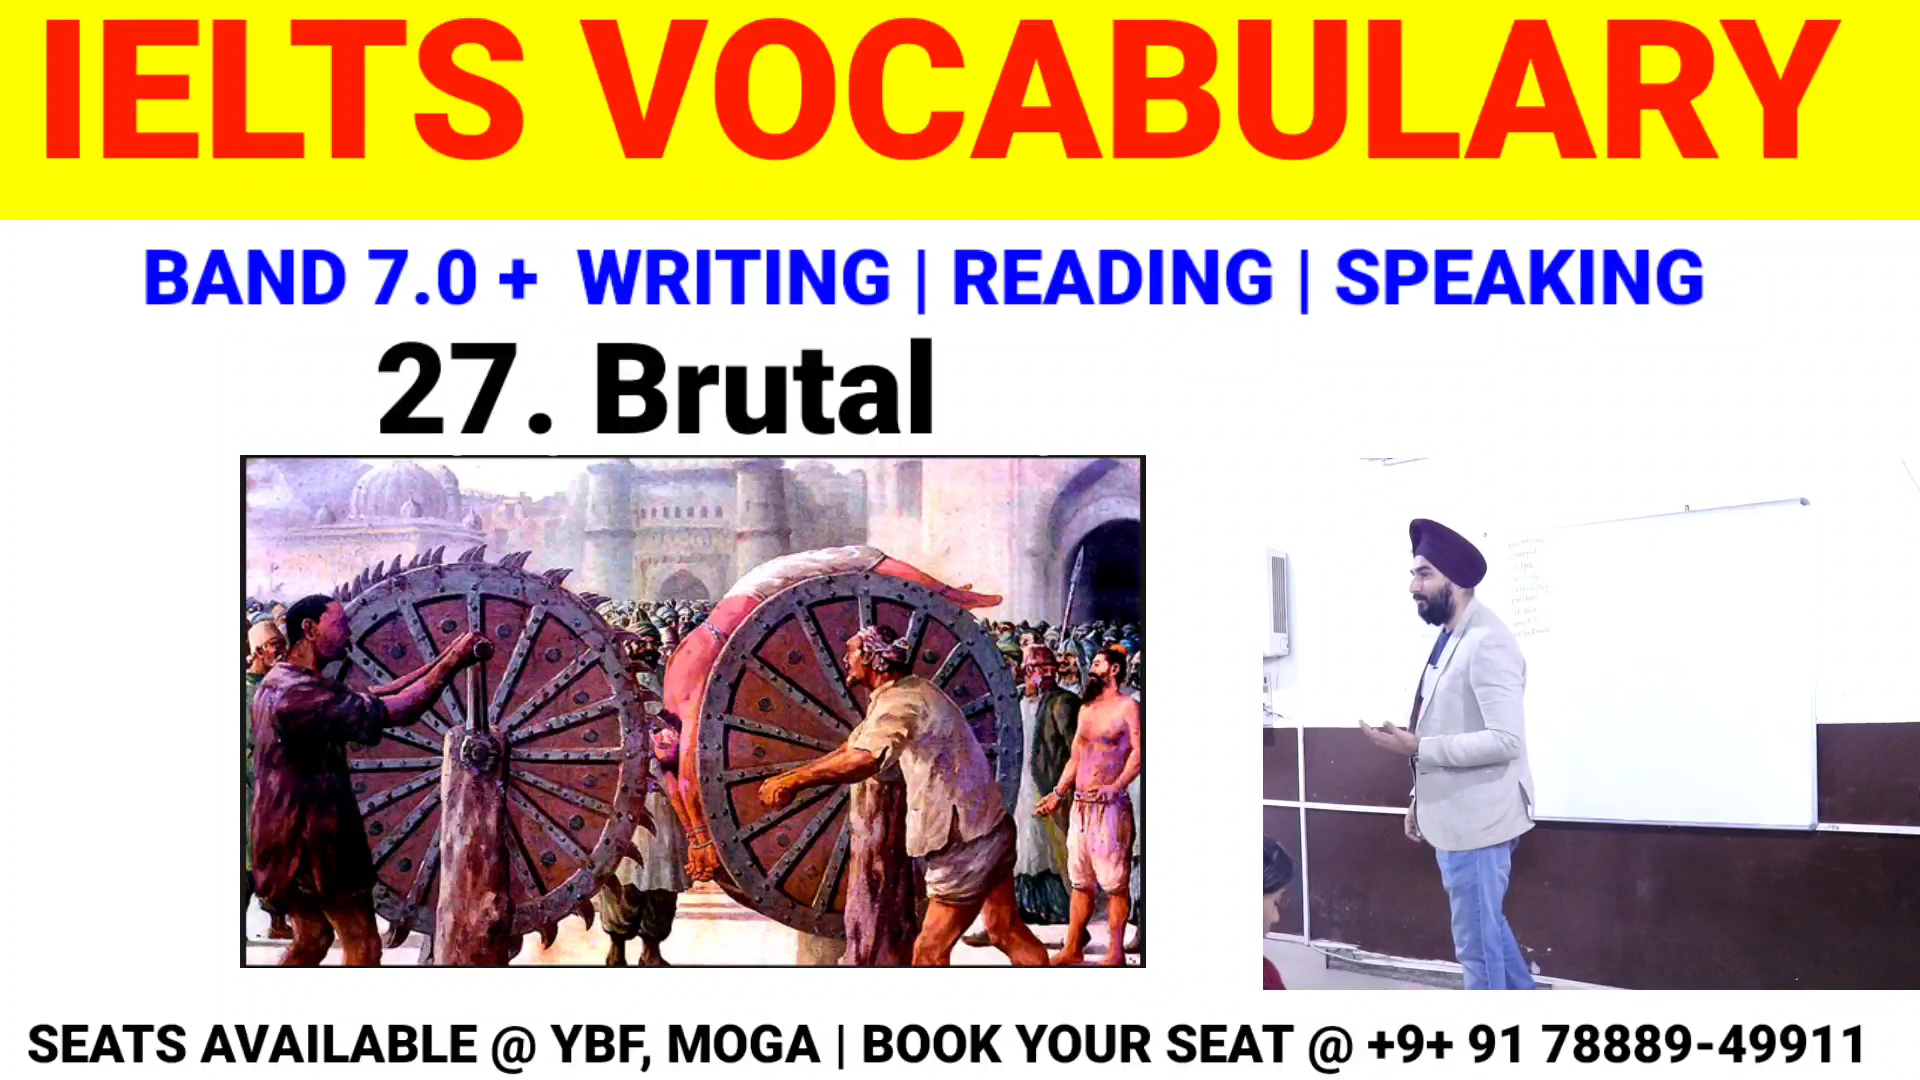 IELTS VOCABULARY
BAND 7.0 + WRITING | READING | SPEAKING
27. Brutal
SEATS AVAILABLE @ YBF, MOGA | BOOK YOUR SEAT @ +9+ 91 78889-49911